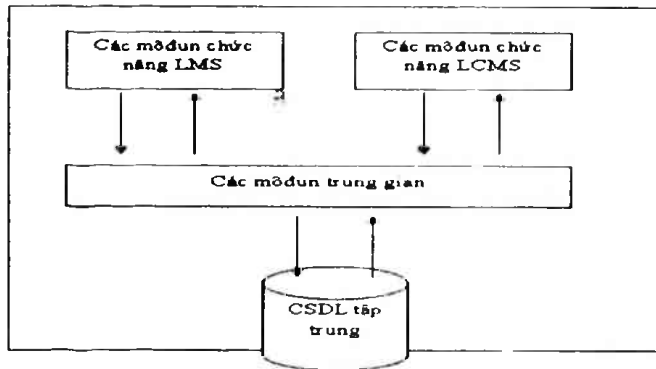 Các môđun chức
năng LMS
Các môđun chức
năng LCMS
Các môđun trung gian
CSDL tập
trung